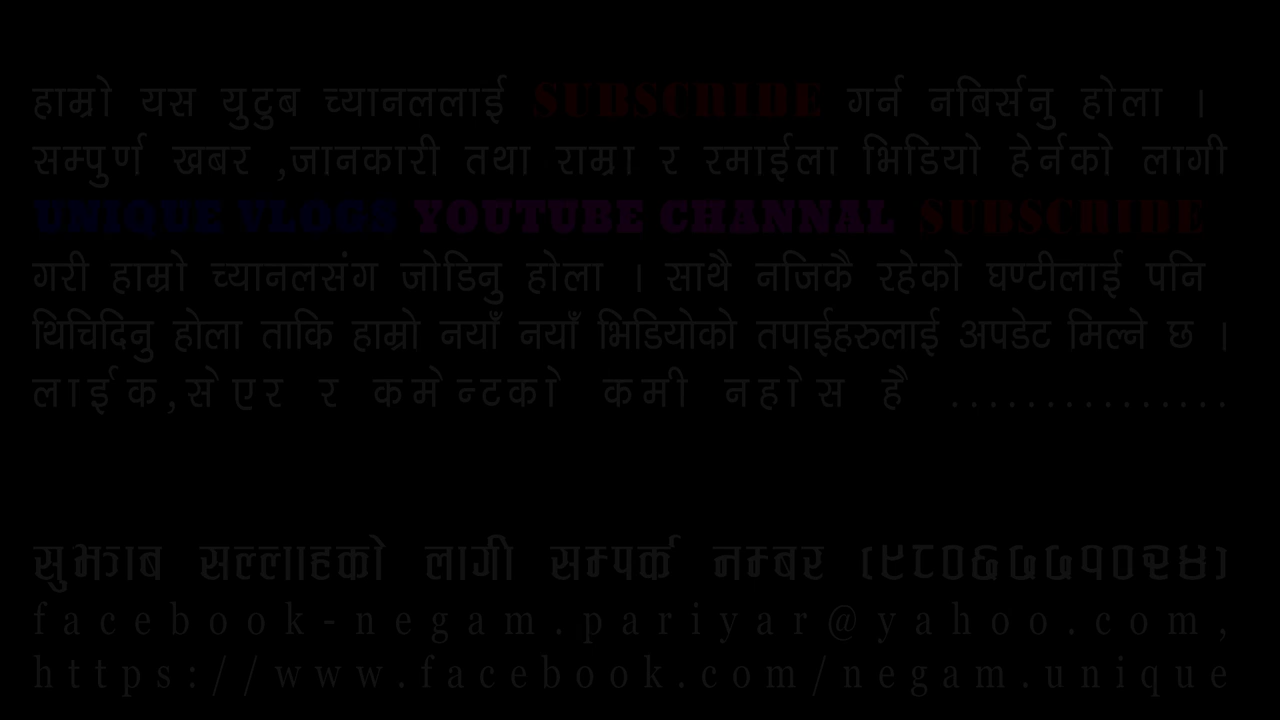 हाम्रो यस युटुब च्यानललाई SUBSCRIBE गर्न नबिर्सनु होला ।
सम्पुर्ण खबर ,जानकारी तथा राम्रा र रमाईला भिडियो हेर्नको लागी
UNIQUE VLOGS YOUTUBE CHANNAL SUBSCRIBE
गरी हाम्रो च्यानलसंग जोडिनु होला । साथै नजिकै रहेको घण्टीलाई पनि
थिचिदिनु होला ताकि हाम्रो नयाँ नयाँ भिडियोको तपाईहरुलाई अपडेट मिल्ने छ ।
लाईक,सेएर र कमेन्टको कमी नहोस है ...............
सुझाब सल्लाहको लागी सम्पर्क नम्बर (९८०६७७१०२४)
facebook-negam.pariyar@yahoo.com,
https://www.facebook.com/negam.unique